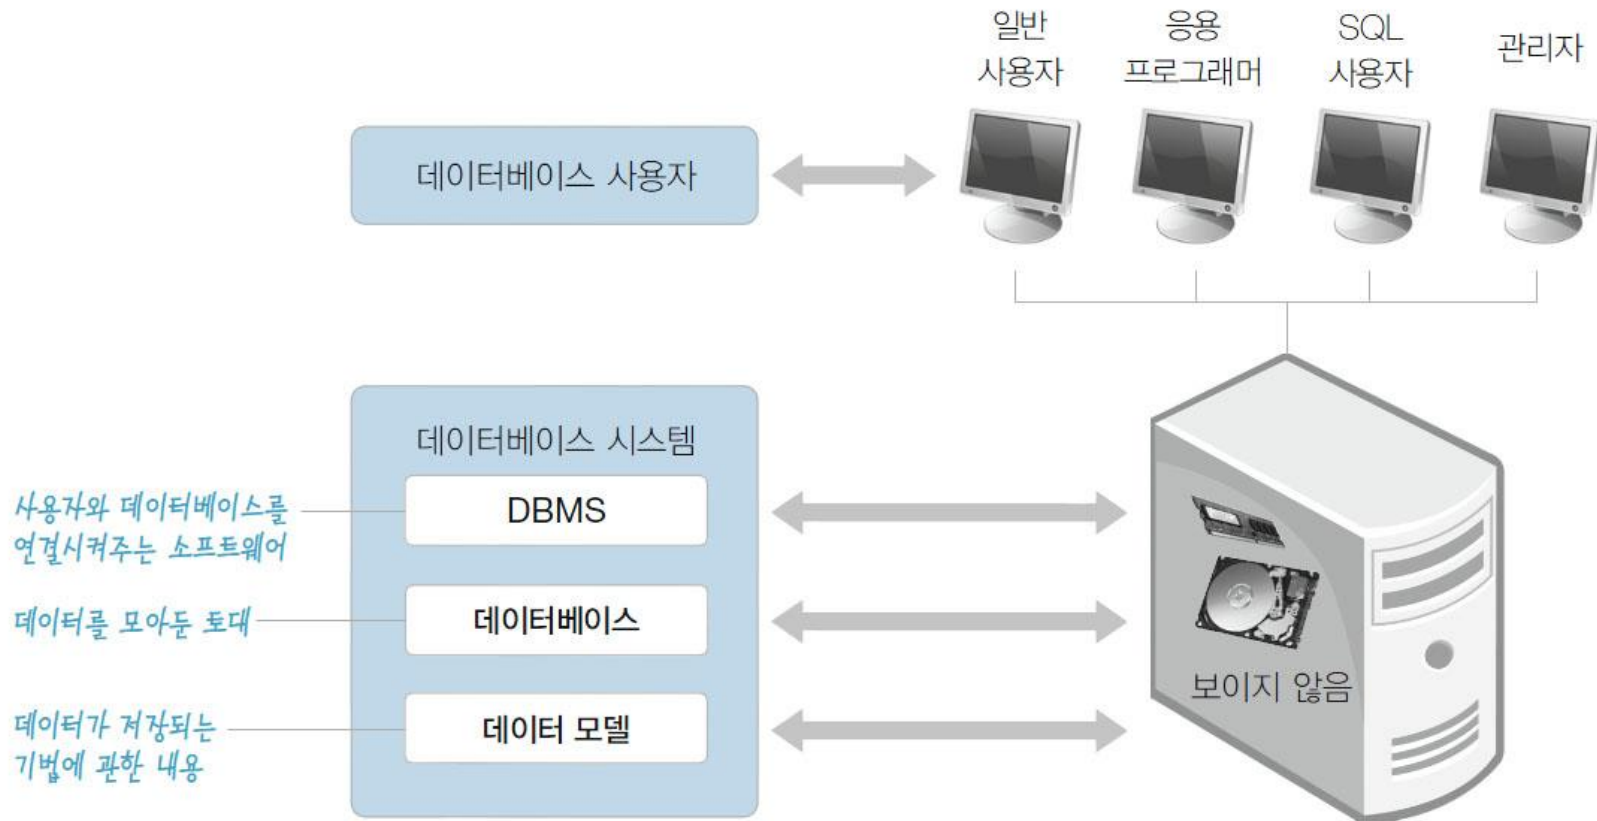 일반
사용자
응용
프로그래머
SQL
사용자
관리자
데이터베이스 사용자
데이터베이스 시스템
사용자와 데이터베이스를
연결시켜주는 소프트웨어
DBMS
데이터를 모아둔 토대
데이터베이스
보이지 않음
데이터가 저장되는
기법에 관한 내용
데이터 모델